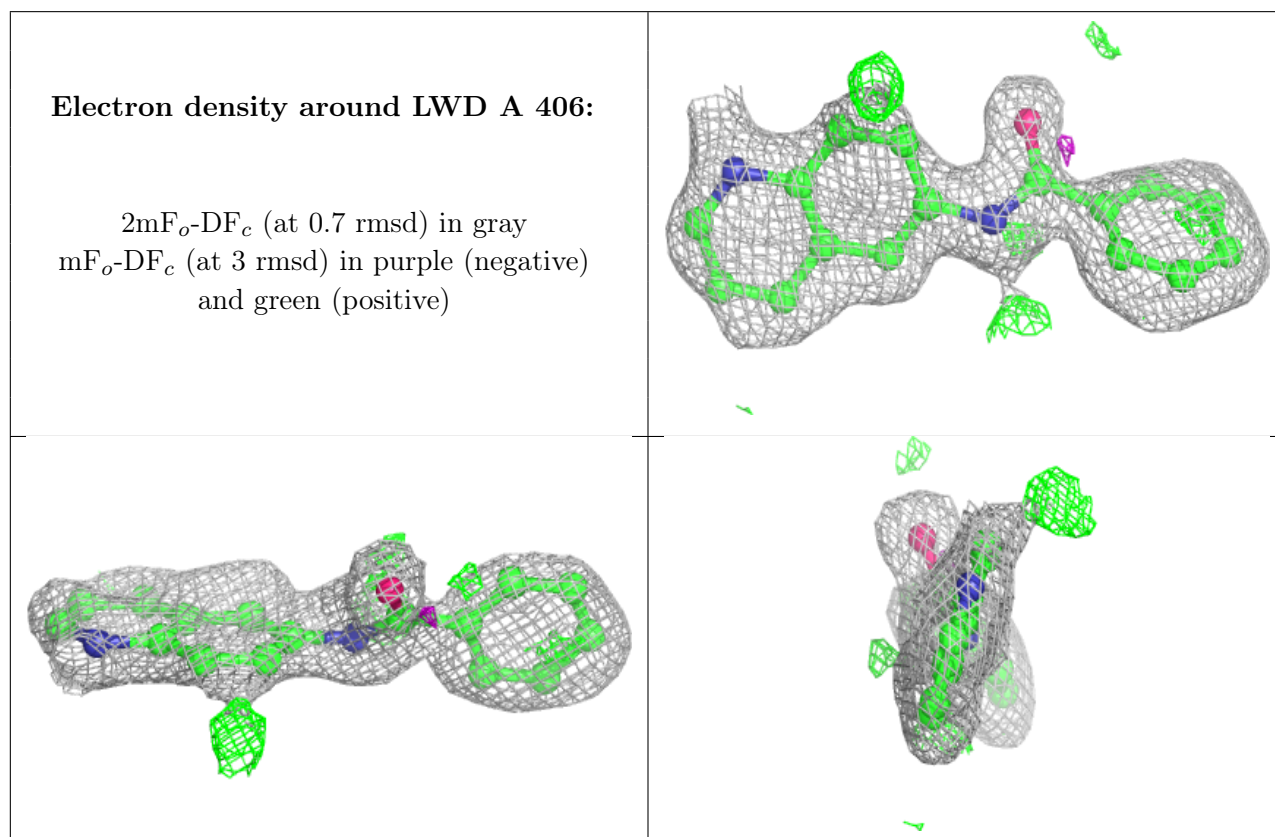 Electron density around LWD A 406:
2mFₒ-DF𝒸 (at 0.7 rmsd) in gray
mFₒ-DF𝒸 (at 3 rmsd) in purple (negative)
and green (positive)